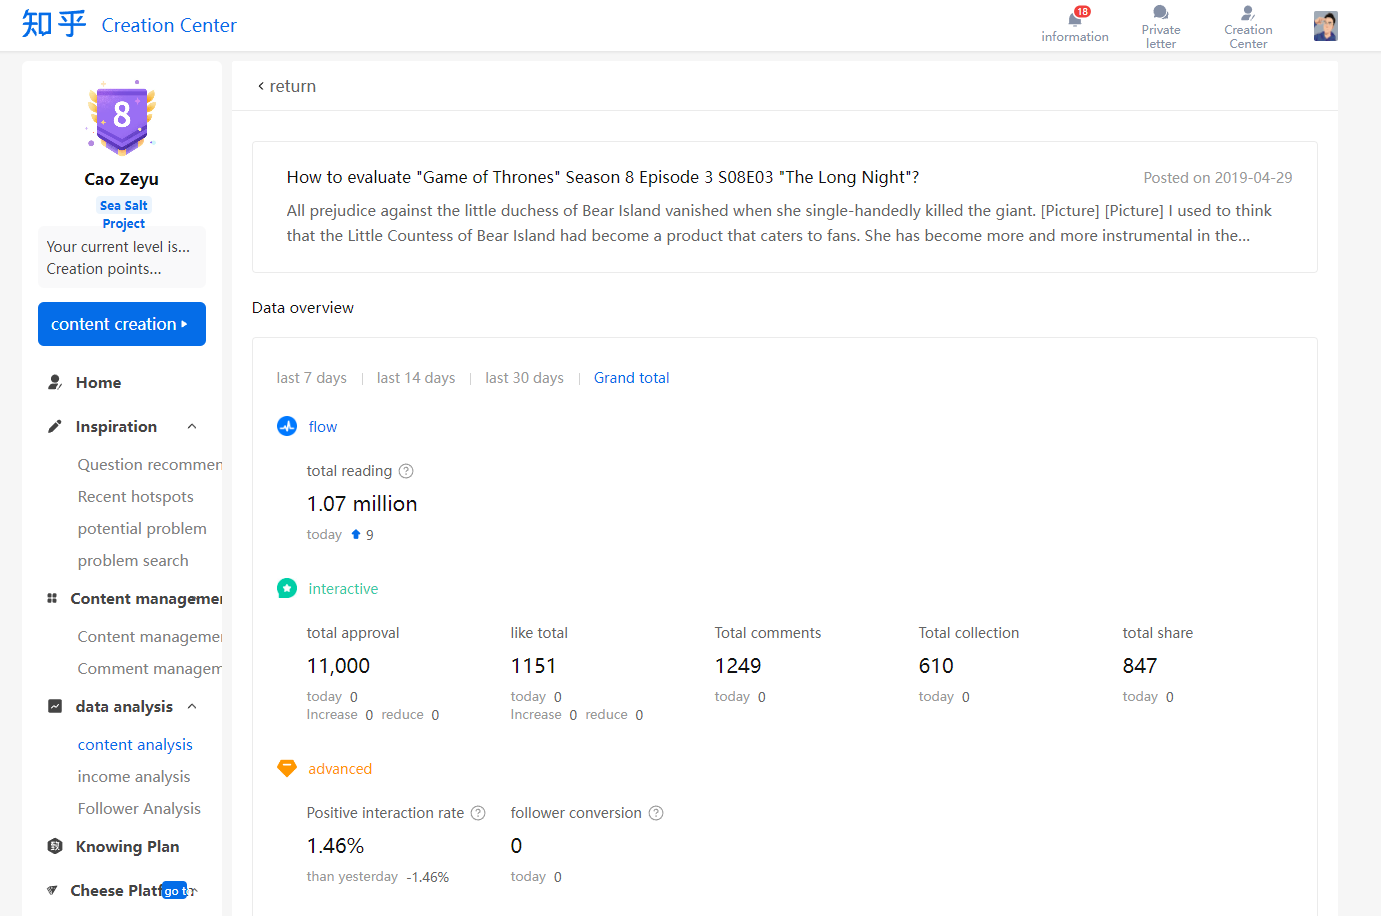 知乎 Creation Center
18
information
Private
letter
Creation
Center
8
Cao Zeyu
Sea Salt
Project
Your current level is...
Creation points...
content creation
Home
Inspiration
Question recommen
Recent hotspots
potential problem
problem search
Content managemen
Content managemen
Comment managem
data analysis
content analysis
income analysis
Follower Analysis
Knowing Plan
Cheese Platf
go to
return
How to evaluate "Game of Thrones" Season 8 Episode 3 S08E03 "The Long Night"?
Posted on 2019-04-29
All prejudice against the little duchess of Bear Island vanished when she single-handedly killed the giant. [Picture] [Picture] I used to think
that the Little Countess of Bear Island had become a product that caters to fans. She has become more and more instrumental in the...
Data overview
last 7 days | last 14 days | last 30 days | Grand total
flow
total reading ?
1.07 million
today 9
interactive
total approval like total Total comments Total collection total share
11,000 1151 1249 610 847
today 0 today 0 today 0 today 0 today 0
Increase 0 reduce 0 Increase 0 reduce 0
advanced
Positive interaction rate ? follower conversion ?
1.46% 0
than yesterday -1.46% today 0